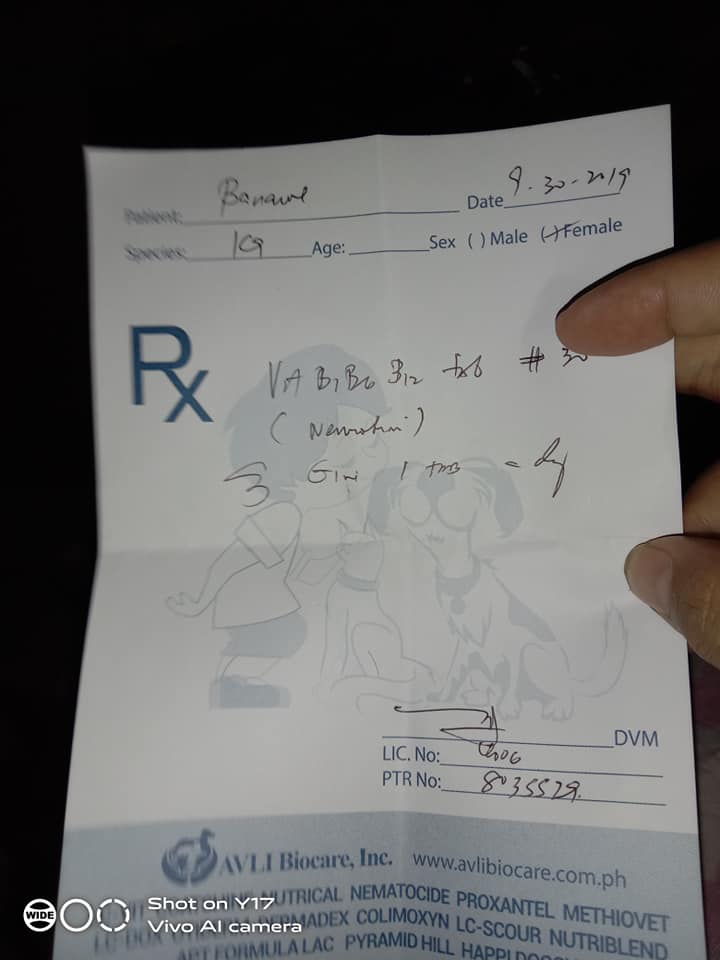 Patient: Banawe
Date 9-30-2019
Species: K9 Age: Sex ( ) Male (-) Female
Rx
Vit B1 B6 B12 tab # 30
Give 1 tab = day
DVM
LIC. No:
PTR No: 8035529
AVLI Biocare, Inc. www.avlibiocare.com.ph
NUTRICAL NEMATOCIDE PROXANTEL METHIOVET
DERMADEX COLIMOXYN LC-SCOUR NUTRIBLEND
FORMULA LAC PYRAMID HILL
WIDE
Shot on Y17
Vivo AI camera